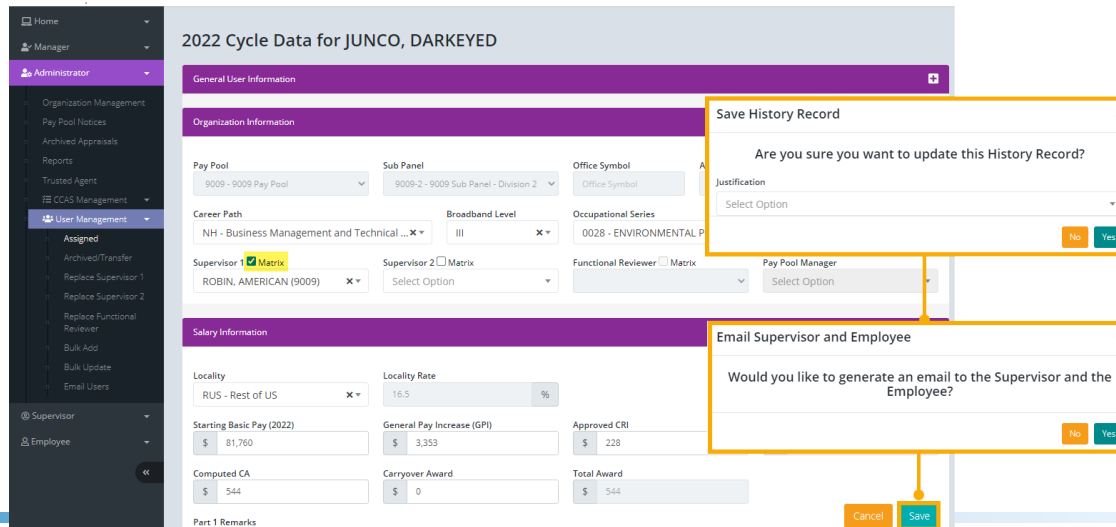 Home
Manager
Administrator
Organization Management
Pay Pool Notices
Archived Appraisals
Reports
Trusted Agent
CCAS Management
User Management
Assigned
Archived/Transfer
Replace Supervisor 1
Replace Supervisor 2
Replace Functional
Reviewer
Bulk Add
Bulk Update
Email Users
Supervisor
Employee
«
2022 Cycle Data for JUNCO, DARKEYED
General User Information
Organization Information
Pay Pool
Sub Panel
Office Symbol
A
9009 - 9009 Pay Pool
9009-2 - 9009 Sub Panel - Division 2
Office Symbol
Career Path
Broadband Level
Occupational Series
NH - Business Management and Technical ...
III
0028 - ENVIRONMENTAL P
Supervisor 1 Matrix
Supervisor 2 Matrix
Functional Reviewer Matrix
Pay Pool Manager
ROBIN, AMERICAN (9009)
Select Option
Select Option
Salary Information
Locality
Locality Rate
RUS - Rest of US
16.5 %
Starting Basic Pay (2022)
General Pay Increase (GPI)
Approved CRI
$ 81,760
$ 3,353
$ 228
Computed CA
Carryover Award
Total Award
$ 544
$ 0
$ 544
Part 1 Remarks
Cancel Save
Save History Record
Are you sure you want to update this History Record?
Justification
Select Option
No Yes
Email Supervisor and Employee
Would you like to generate an email to the Supervisor and the
Employee?
No Yes